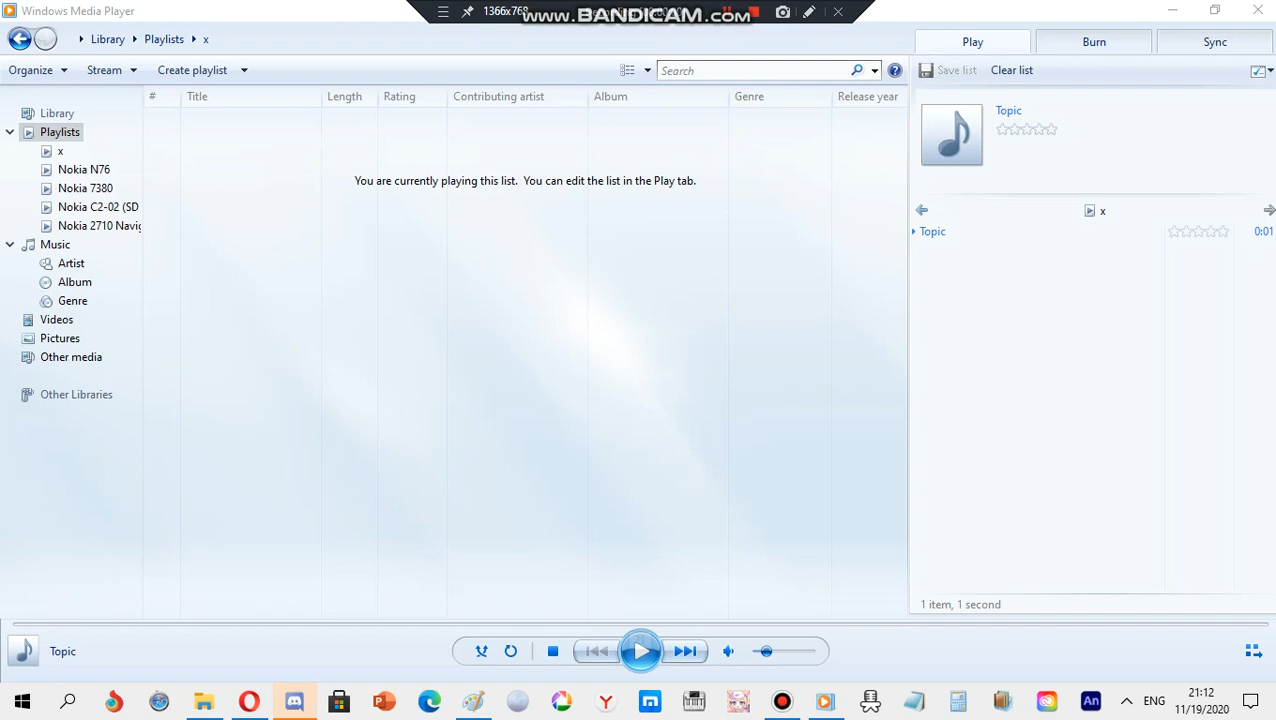 Windows Media Player
1366x768
www.BANDICAM.com
Library
Playlists
x
Play
Burn
Sync
Organize
Stream
Create playlist
Search
Save list
Clear list
#
Title
Length
Rating
Contributing artist
Album
Genre
Release year
Library
Playlists
x
Nokia N76
Nokia 7380
Nokia C2-02 (SD
Nokia 2710 Navig
Music
Artist
Album
Genre
Videos
Pictures
Other media
Other Libraries
You are currently playing this list. You can edit the list in the Play tab.
Topic
x
Topic
0:01
1 item, 1 second
Topic
ENG
21:12
11/19/2020